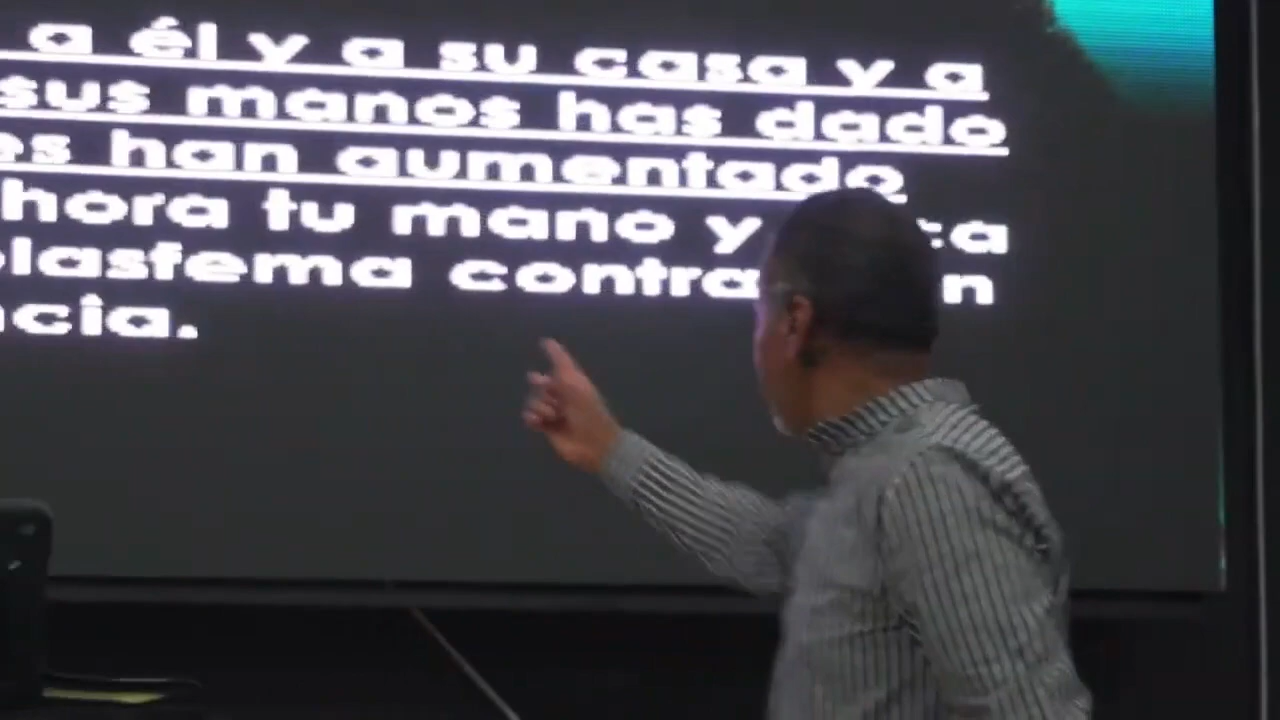 a él y a su casa y a
sus manos has dado
es han aumentado
hora tu mano y
lasfema contra
cia.